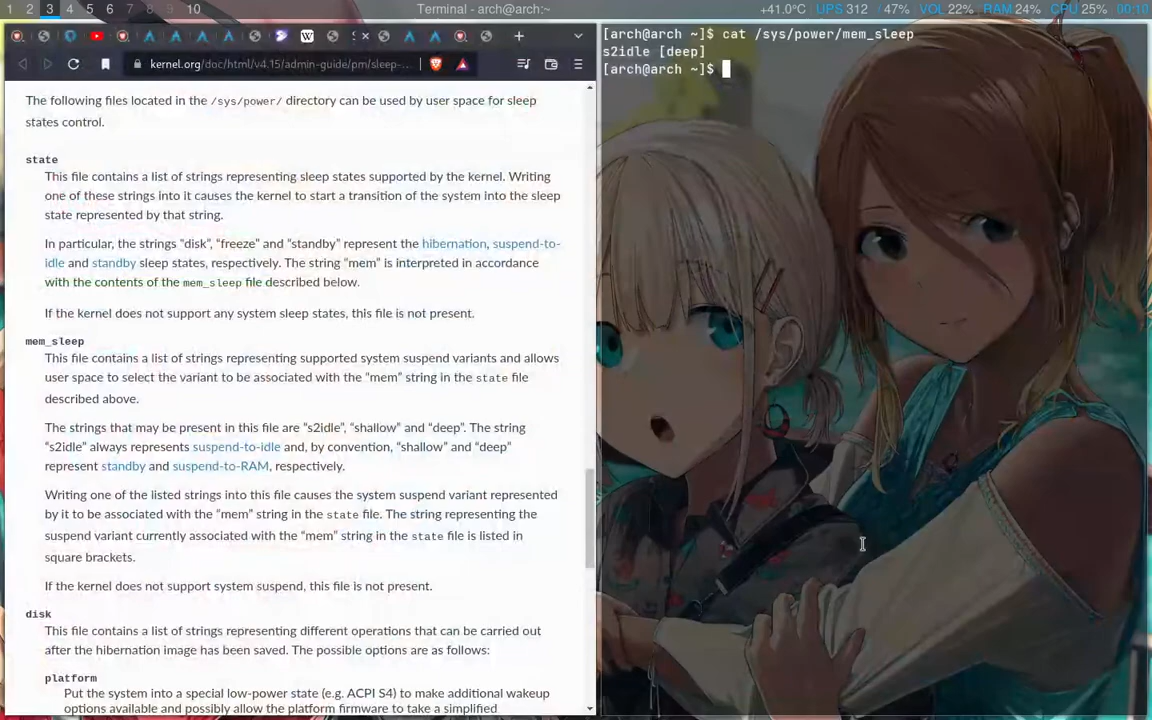 1 2 3 4 5 6 7 8 9 10
Terminal - arch@arch:~
+41.0°C UPS 312 ↑47% VOL 22% RAM 24% CPU 25% 00:10
kernel.org/doc/html/v4.15/admin-guide/pm/sleep-...
The following files located in the /sys/power/ directory can be used by user space for sleep
states control.
state
This file contains a list of strings representing sleep states supported by the kernel. Writing
one of these strings into it causes the kernel to start a transition of the system into the sleep
state represented by that string.
In particular, the strings “disk”, “freeze” and “standby” represent the hibernation, suspend-to-
idle and standby sleep states, respectively. The string “mem” is interpreted in accordance
with the contents of the mem_sleep file described below.
If the kernel does not support any system sleep states, this file is not present.
mem_sleep
This file contains a list of strings representing supported system suspend variants and allows
user space to select the variant to be associated with the “mem” string in the state file
described above.
The strings that may be present in this file are “s2idle”, “shallow” and “deep”. The string
“s2idle” always represents suspend-to-idle and, by convention, “shallow” and “deep”
represent standby and suspend-to-RAM, respectively.
Writing one of the listed strings into this file causes the system suspend variant represented
by it to be associated with the “mem” string in the state file. The string representing the
suspend variant currently associated with the “mem” string in the state file is listed in
square brackets.
If the kernel does not support system suspend, this file is not present.
disk
This file contains a list of strings representing different operations that can be carried out
after the hibernation image has been saved. The possible options are as follows:
platform
Put the system into a special low-power state (e.g. ACPI S4) to make additional wakeup
options available and possibly allow the platform firmware to take a simplified
[arch@arch ~]$ cat /sys/power/mem_sleep
s2idle [deep]
[arch@arch ~]$